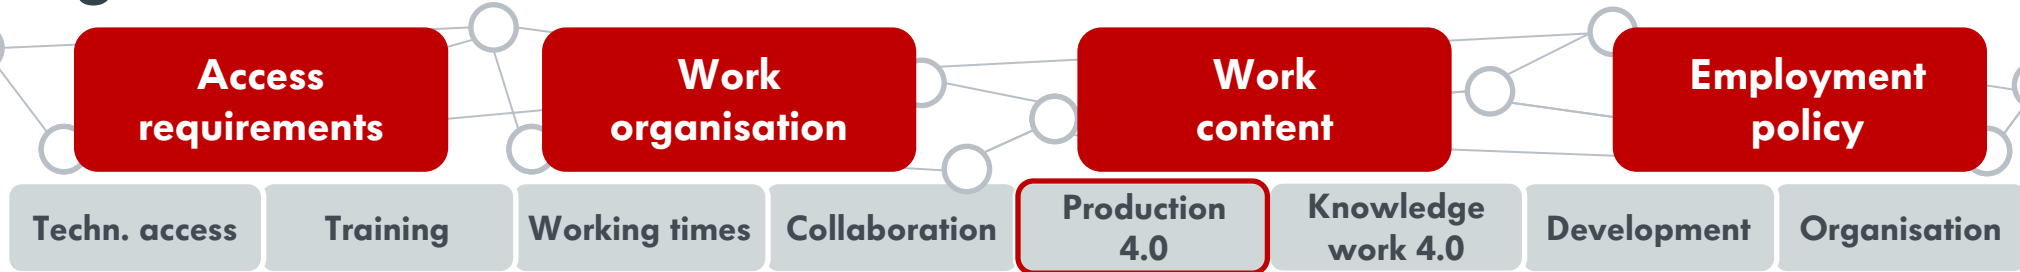 Access
requirements
Work
organisation
Work
content
Employment
policy
Techn. access
Training
Working times
Collaboration
Production
4.0
Knowledge
work 4.0
Development
Organisation